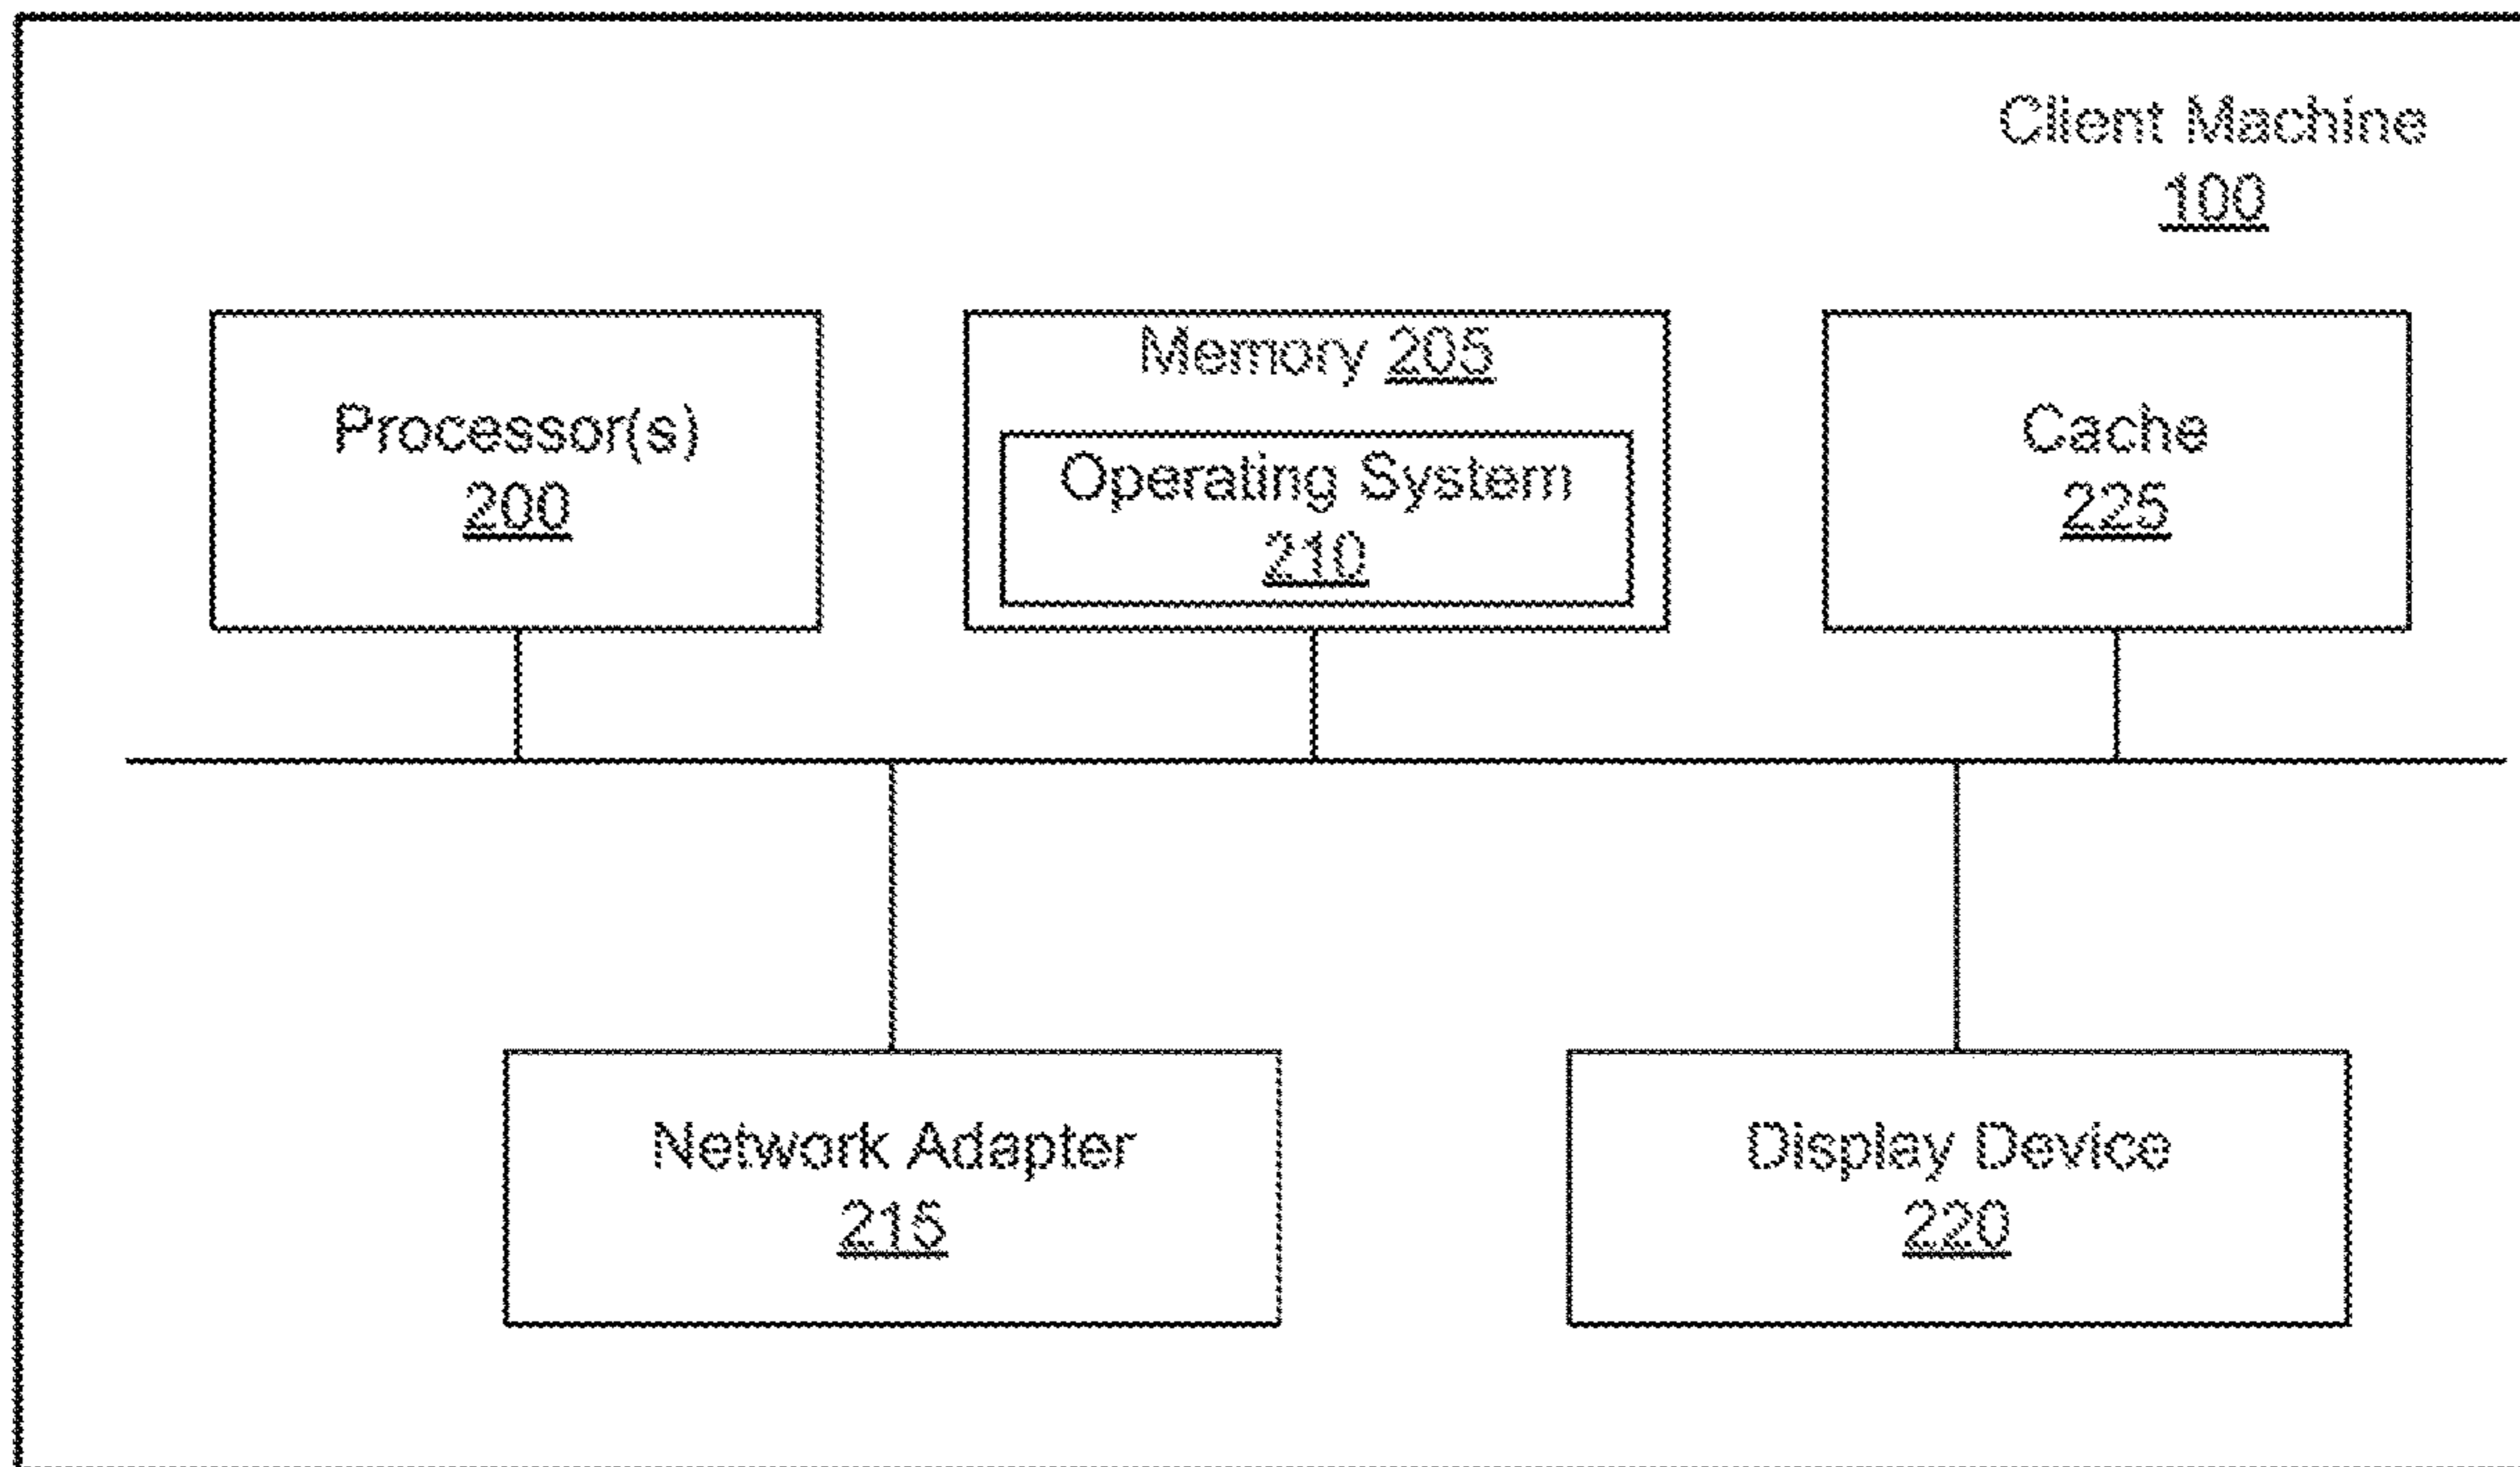 Client Machine
100
Processor(s)
200
Memory 205
Operating System
210
Cache
225
Network Adapter
215
Display Device
220